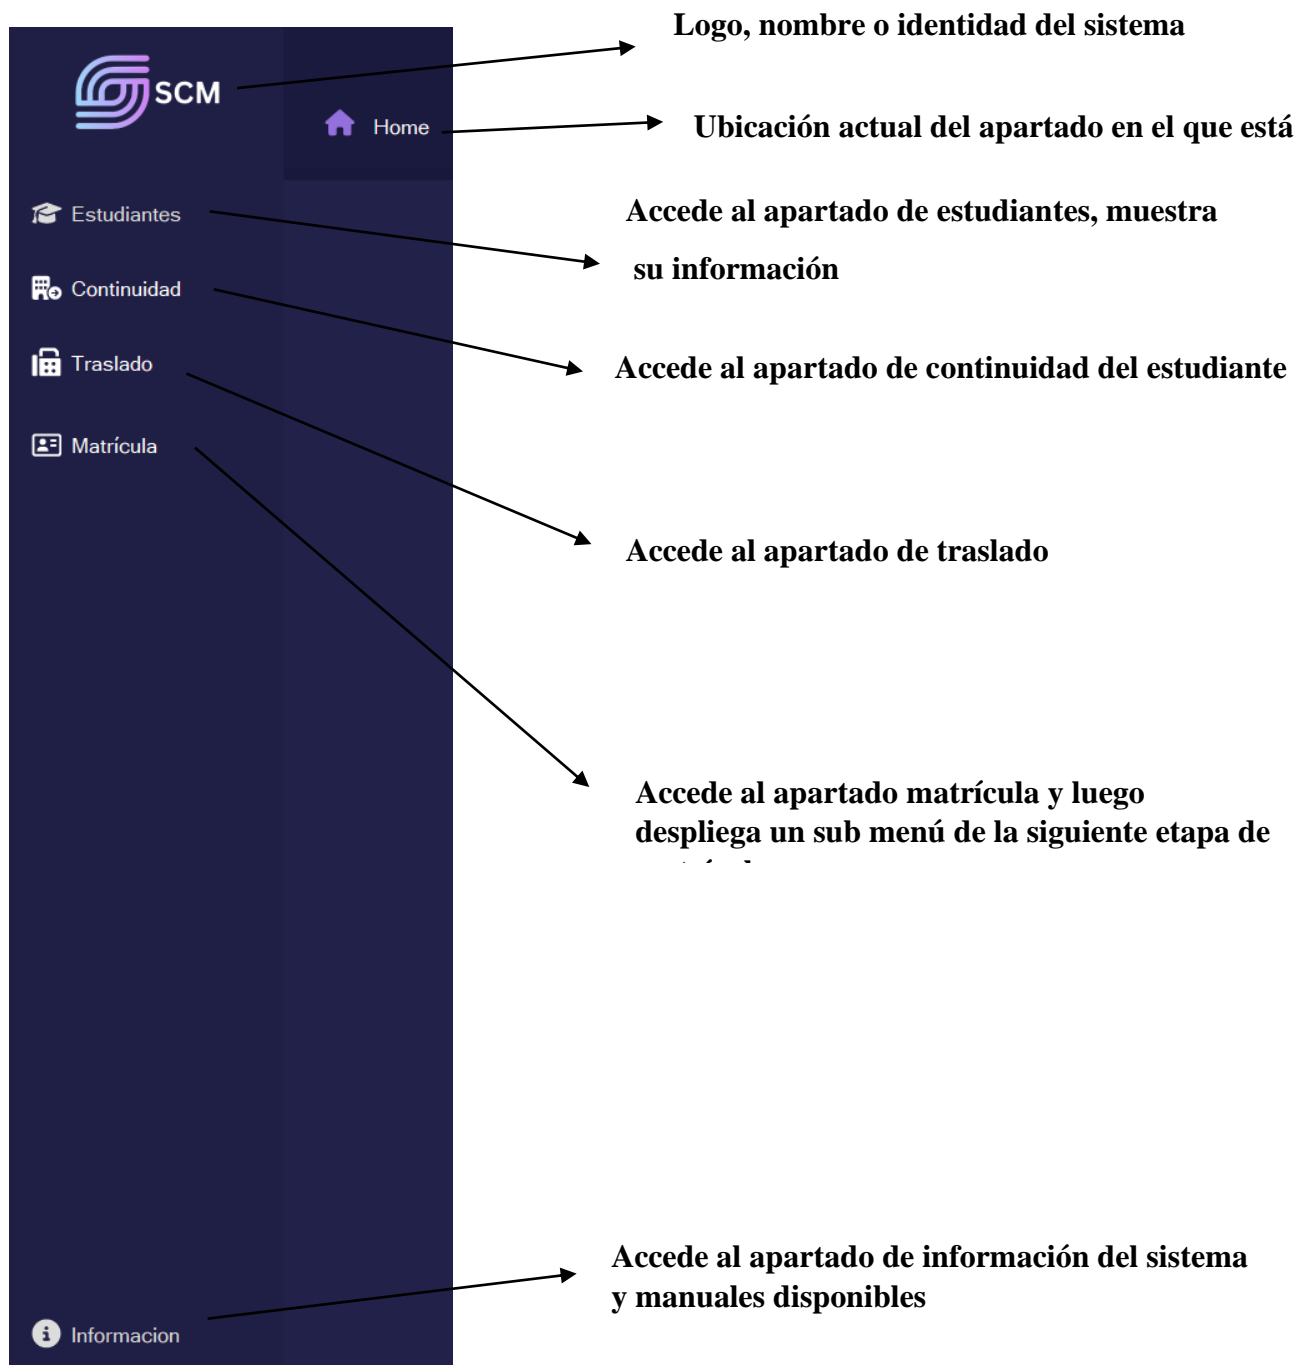 Logo, nombre o identidad del sistema
SCM
Home
Ubicación actual del apartado en el que está
Estudiantes
Accede al apartado de estudiantes, muestra
su información
Continuidad
Traslado
Accede al apartado de continuidad del estudiante
Matrícula
Accede al apartado de traslado
Accede al apartado matrícula y luego
despliega un sub menú de la siguiente etapa de
Accede al apartado de información del sistema
y manuales disponibles
Informacion